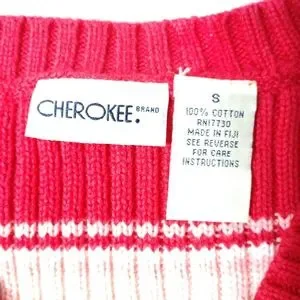 CHEROKEE. BRAND
S
100% COTTON
RN17730
MADE IN FIJI
SEE REVERSE
FOR CARE
INSTRUCTIONS